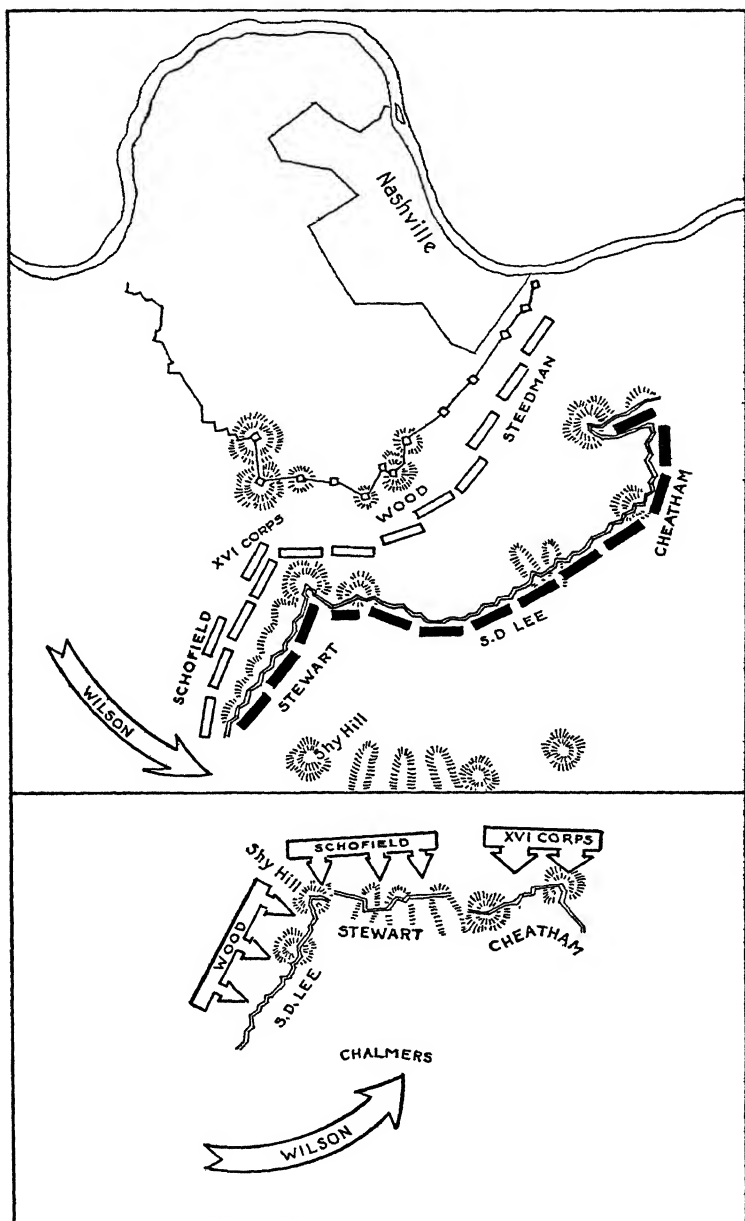 Nashville
STEEDMAN
WOOD
CHEATHAM
XVI CORPS
S.D LEE
SCHOFIELD
STEWART
WILSON
Shy Hill
SCHOFIELD
XVI CORPS
Shy Hill
STEWART
CHEATHAM
WOOD
S.D. LEE
CHALMERS
WILSON